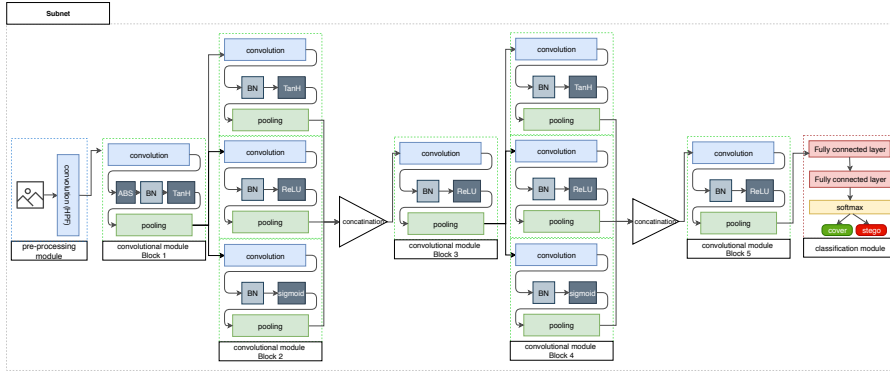 Subnet
convolution (HPF)
pre-processing
module
convolution
ABS
BN
TanH
pooling
convolutional module
Block 1
convolution
BN
TanH
pooling
convolution
BN
ReLU
pooling
convolution
BN
sigmoid
pooling
convolutional module
Block 2
concatination
convolution
BN
ReLU
pooling
convolutional module
Block 3
convolution
BN
TanH
pooling
convolution
BN
ReLU
pooling
convolution
BN
sigmoid
pooling
convolutional module
Block 4
concatination
convolution
BN
ReLU
pooling
convolutional module
Block 5
Fully connected layer
Fully connected layer
softmax
cover
stego
classification module